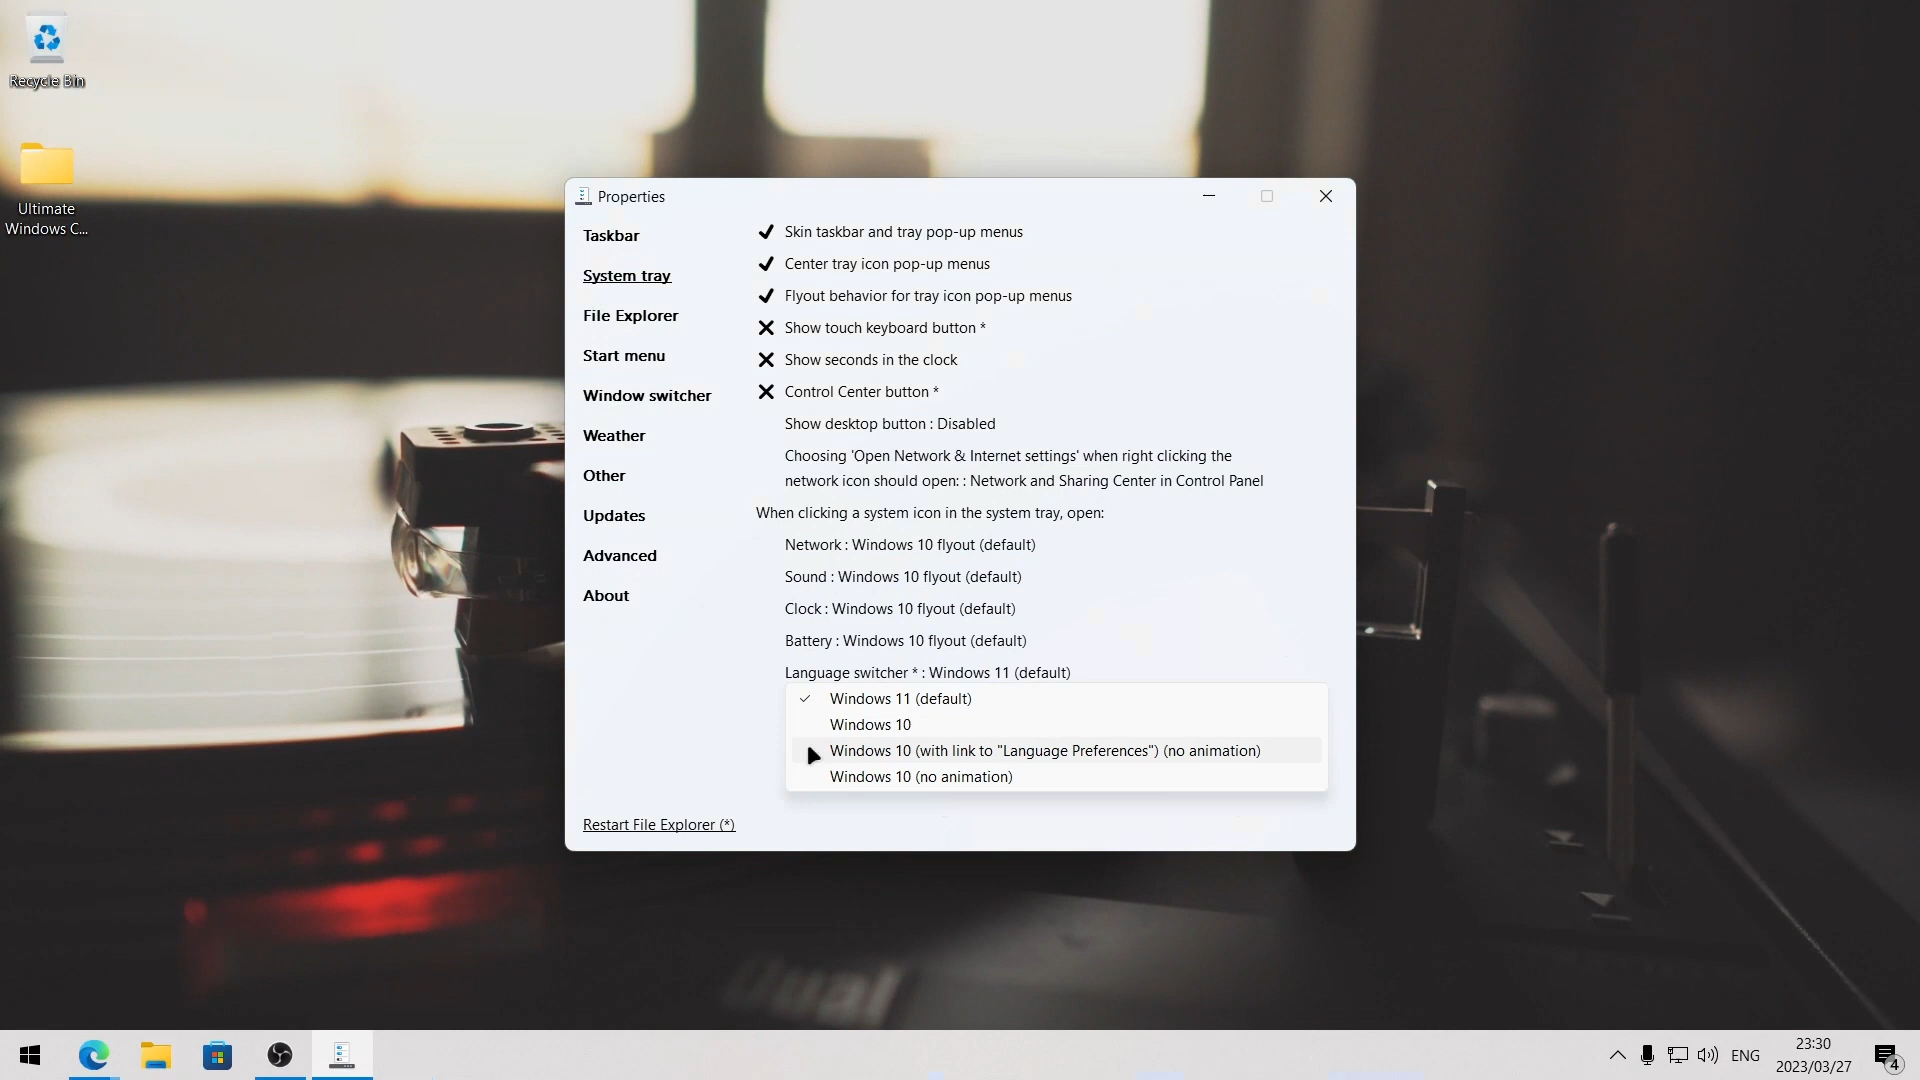 Recycle Bin
Ultimate
Windows C...
Properties
Taskbar
System tray
File Explorer
Start menu
Window switcher
Weather
Other
Updates
Advanced
About
Restart File Explorer (*)
Skin taskbar and tray pop-up menus
Center tray icon pop-up menus
Flyout behavior for tray icon pop-up menus
Show touch keyboard button *
Show seconds in the clock
Control Center button *
Show desktop button : Disabled
Choosing 'Open Network & Internet settings' when right clicking the
network icon should open: : Network and Sharing Center in Control Panel
When clicking a system icon in the system tray, open:
Network : Windows 10 flyout (default)
Sound : Windows 10 flyout (default)
Clock : Windows 10 flyout (default)
Battery : Windows 10 flyout (default)
Language switcher * : Windows 11 (default)
Windows 11 (default)
Windows 10
Windows 10 (with link to "Language Preferences") (no animation)
Windows 10 (no animation)
Dual
ENG
23:30
2023/03/27
4